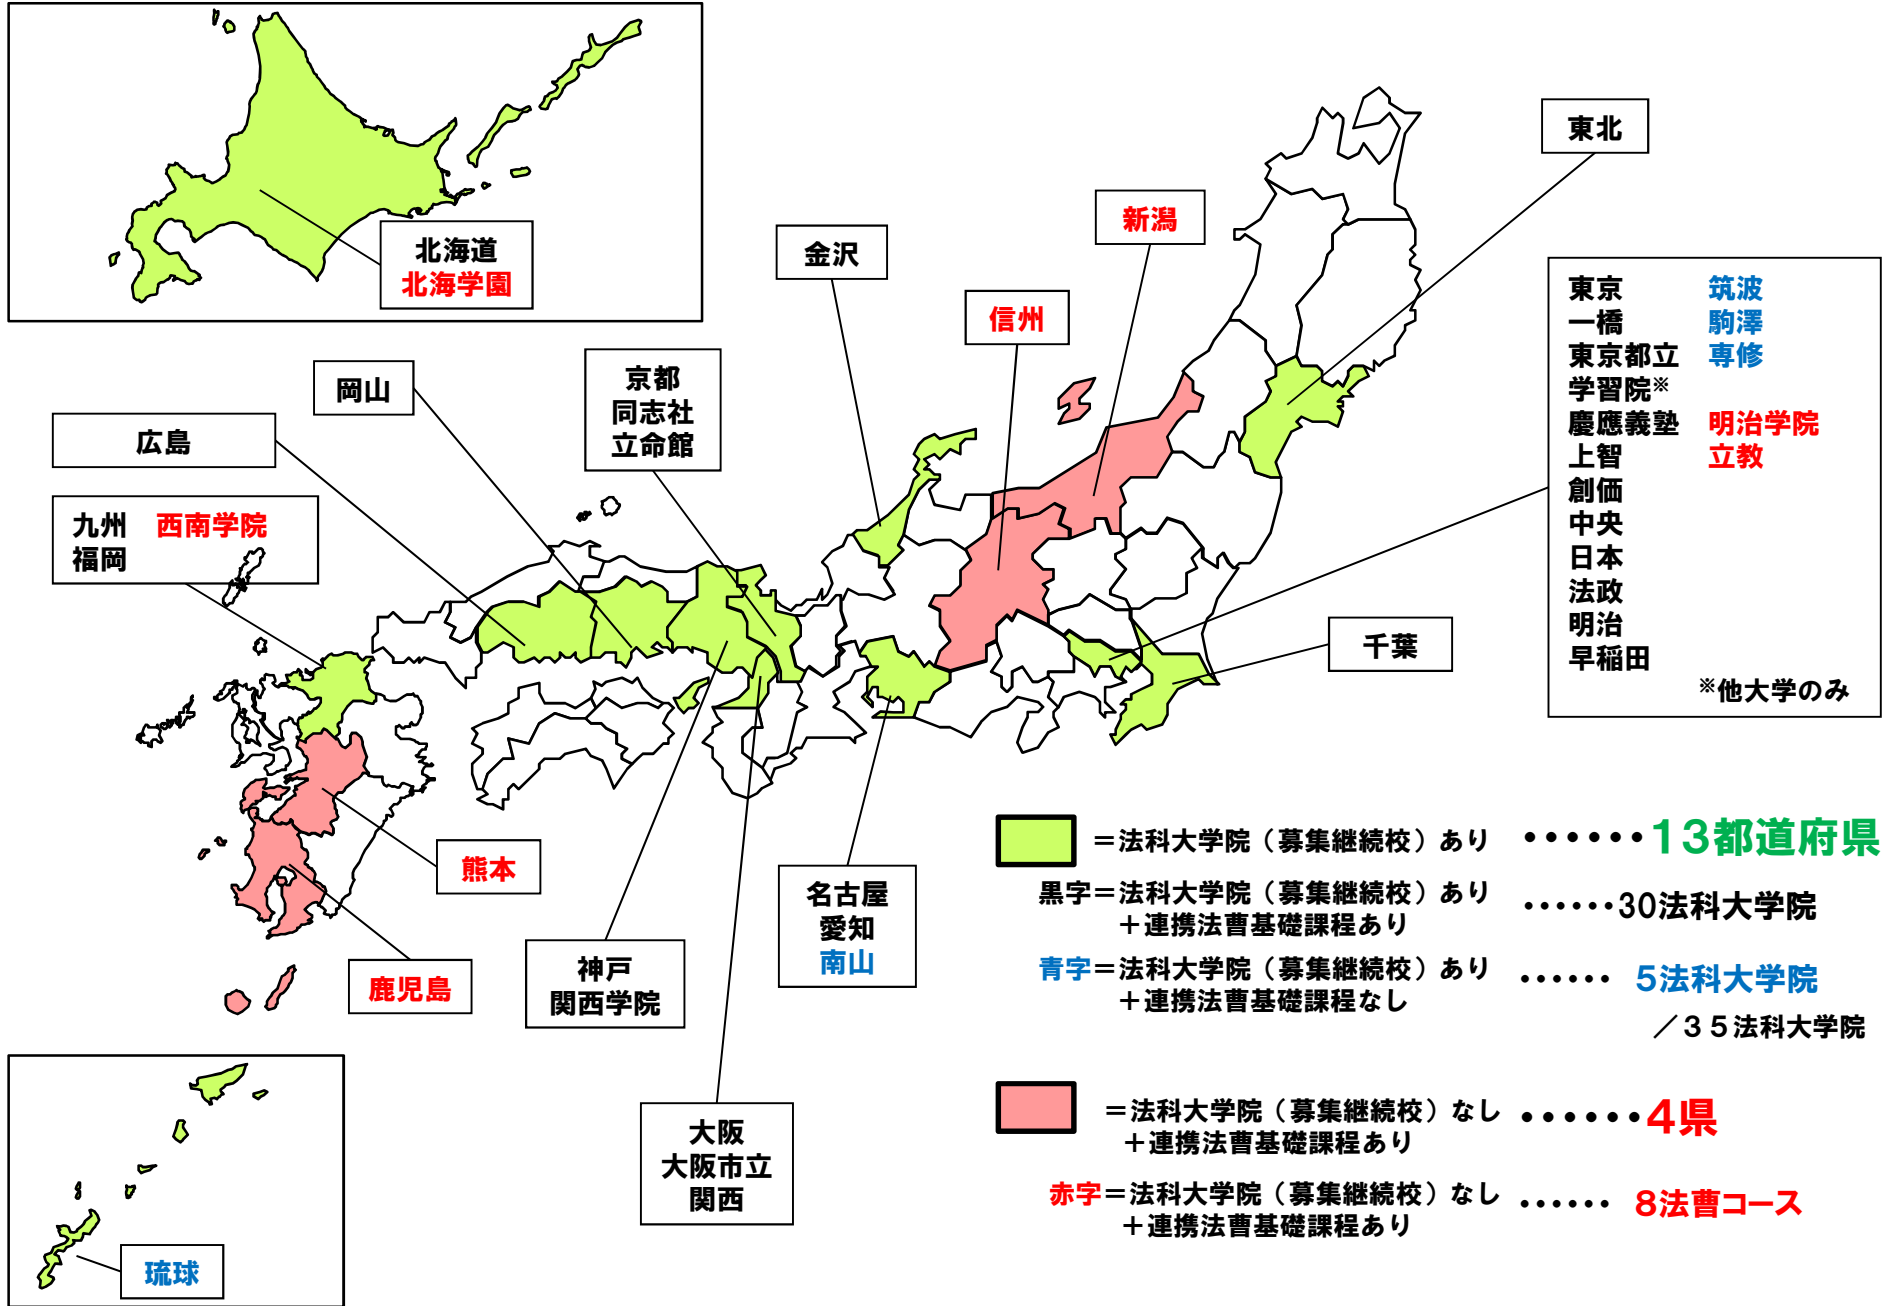 北海道
北海学園
東北
新潟
金沢
信州
東京 筑波
一橋 駒澤
東京都立 専修
学習院※
慶應義塾 明治学院
上智 立教
創価
中央
日本
法政
明治
早稲田
※他大学のみ
岡山
京都
同志社
立命館
広島
九州 西南学院
福岡
千葉
熊本
鹿児島
神戸
関西学院
名古屋
愛知
南山
大阪
大阪市立
関西
琉球
＝法科大学院（募集継続校）あり ・・・・・・13都道府県
黒字＝法科大学院（募集継続校）あり ・・・・・・30法科大学院
＋連携法曹基礎課程あり
青字＝法科大学院（募集継続校）あり ・・・・・・ 5法科大学院
＋連携法曹基礎課程なし
／３５法科大学院
＝法科大学院（募集継続校）なし ・・・・・・4県
＋連携法曹基礎課程あり
赤字＝法科大学院（募集継続校）なし ・・・・・・ 8法曹コース
＋連携法曹基礎課程あり